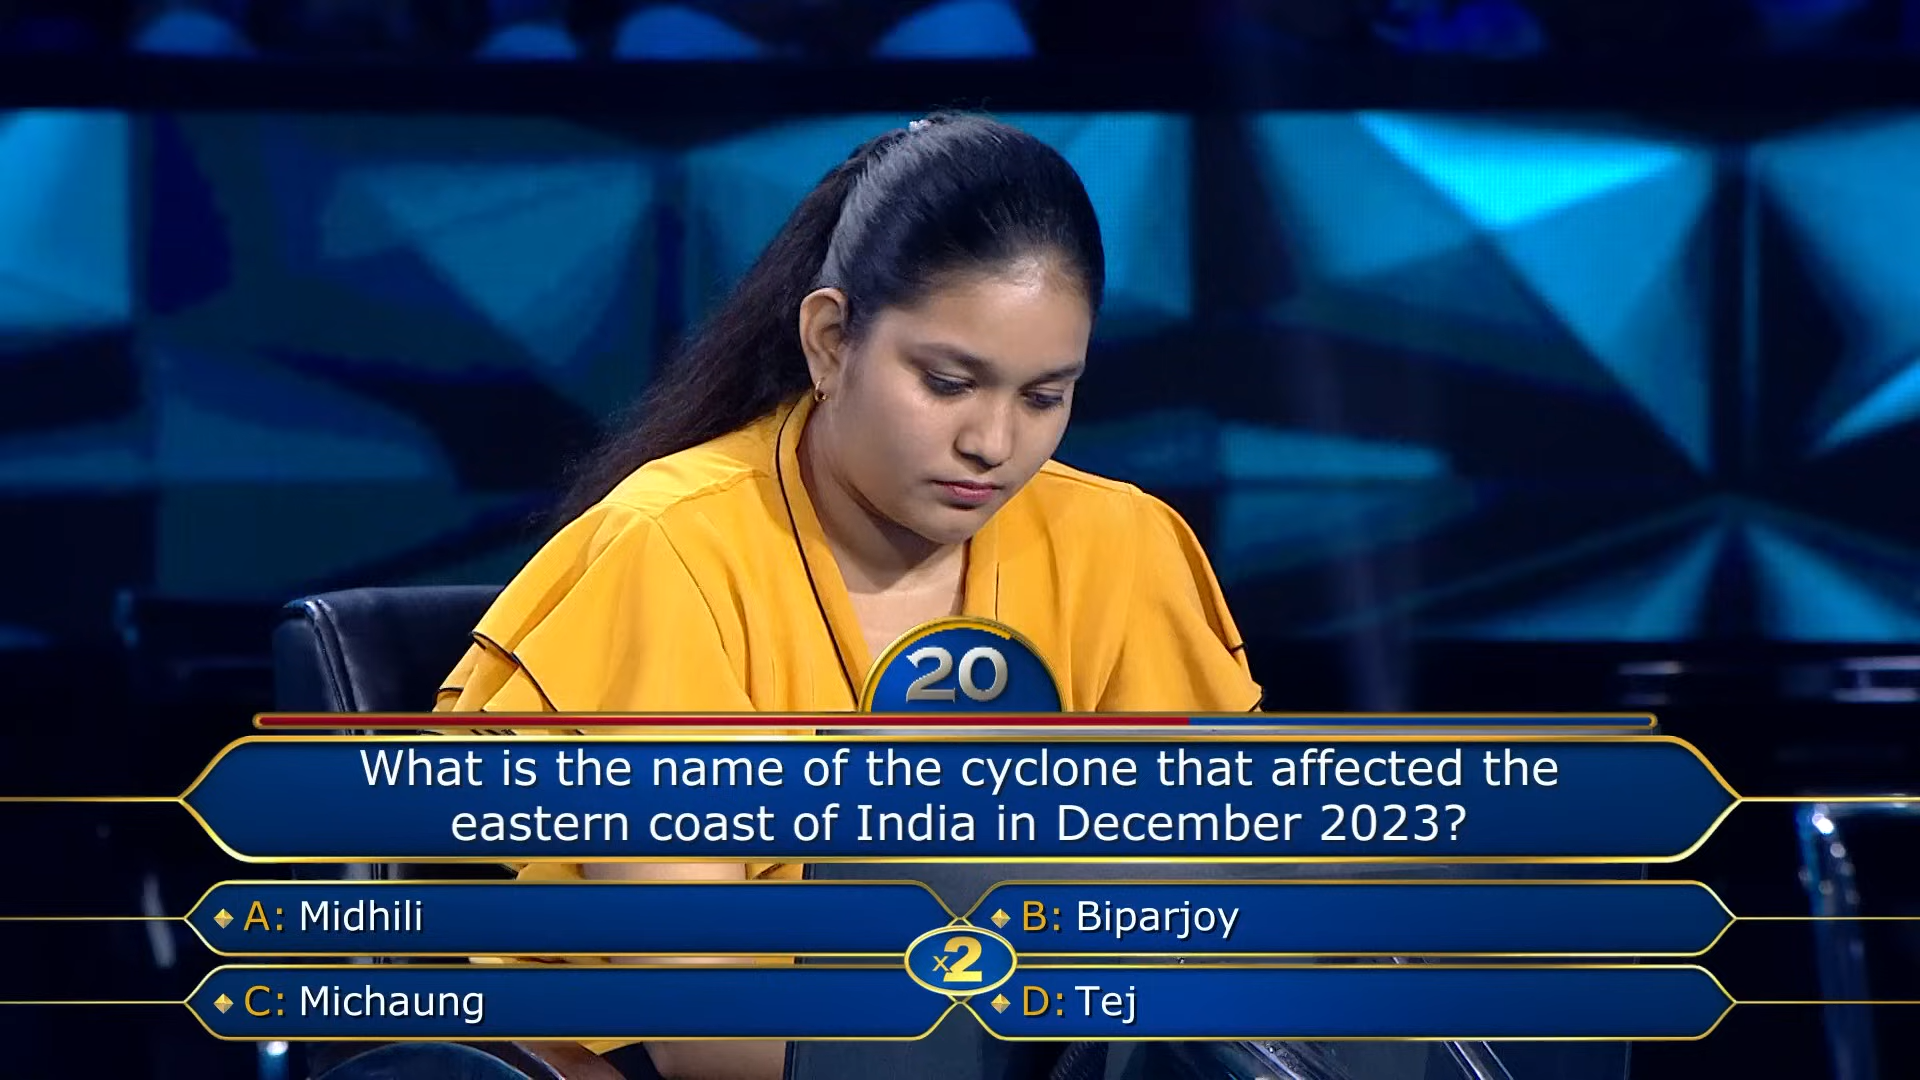 20
What is the name of the cyclone that affected the
eastern coast of India in December 2023?
A: Midhili
B: Biparjoy
x2
C: Michaung
D: Tej